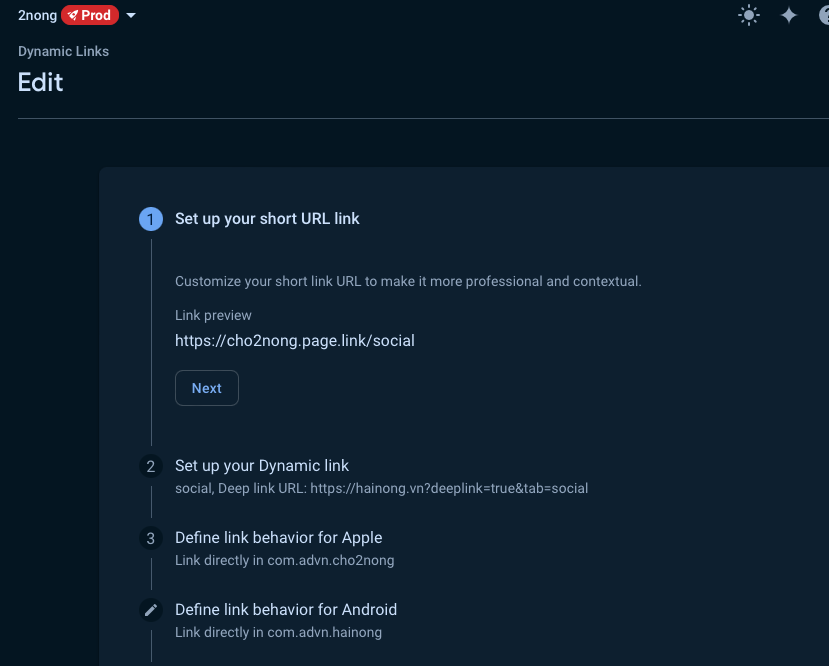 2nong Prod
Dynamic Links
Edit
1 Set up your short URL link
Customize your short link URL to make it more professional and contextual.
Link preview
https://cho2nong.page.link/social
Next
2 Set up your Dynamic link
social, Deep link URL: https://hainong.vn?deeplink=true&tab=social
3 Define link behavior for Apple
Link directly in com.advn.cho2nong
Define link behavior for Android
Link directly in com.advn.hainong